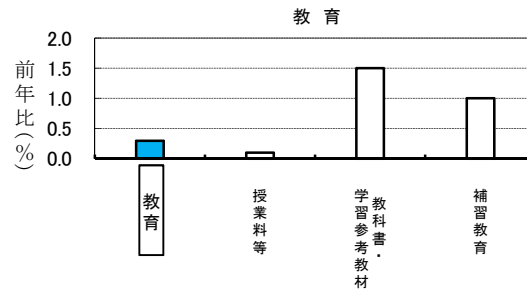 教 育
前年比(%)
2.0
1.5
1.0
0.5
0.0
教育
授業料等
教科書・
学習参考教材
補習教育